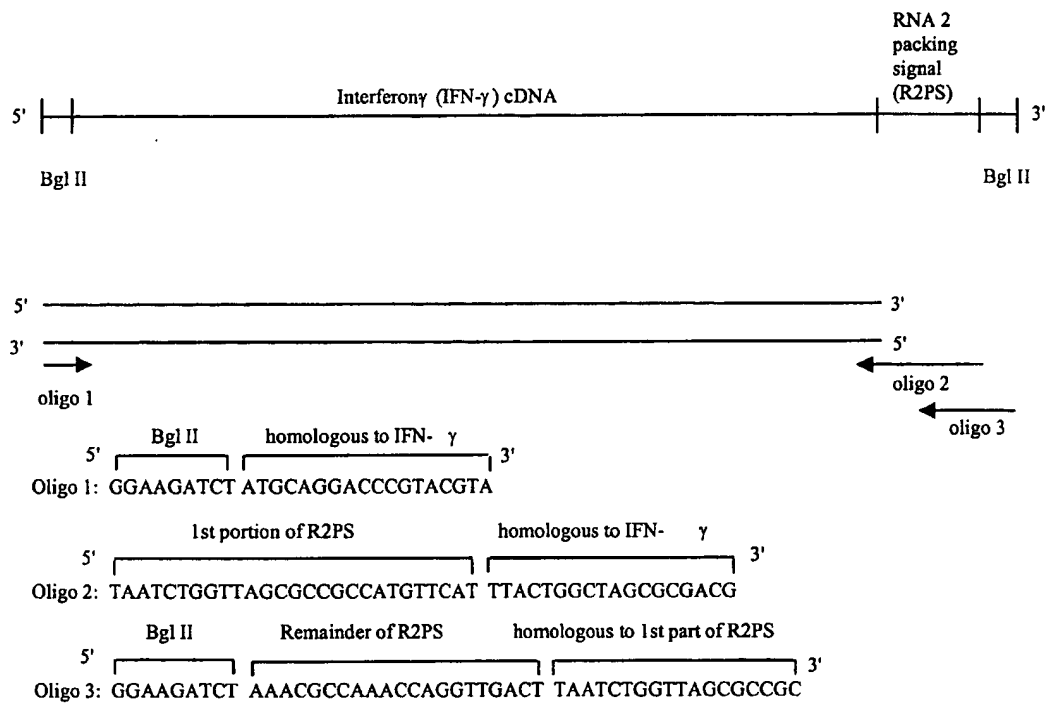 RNA 2
packing
signal
(R2PS)
Interferonγ (IFN-γ) cDNA
5'
3'
Bgl II
Bgl II
5'
3'
3'
5'
oligo 1
oligo 2
oligo 3
Bgl II
homologous to IFN- γ
5'
3'
Oligo 1: GGAAGATCT ATGCAGGACCCGTACGTA
1st portion of R2PS
homologous to IFN- γ
5'
3'
Oligo 2: TAATCTGGTTAGCGCCGCCATGTTCAT TTACTGGCTAGCGCGACG
Bgl II
Remainder of R2PS
homologous to 1st part of R2PS
5'
3'
Oligo 3: GGAAGATCT AAACGCCAAACCAGGTTGACT TAATCTGGTTAGCGCCGC